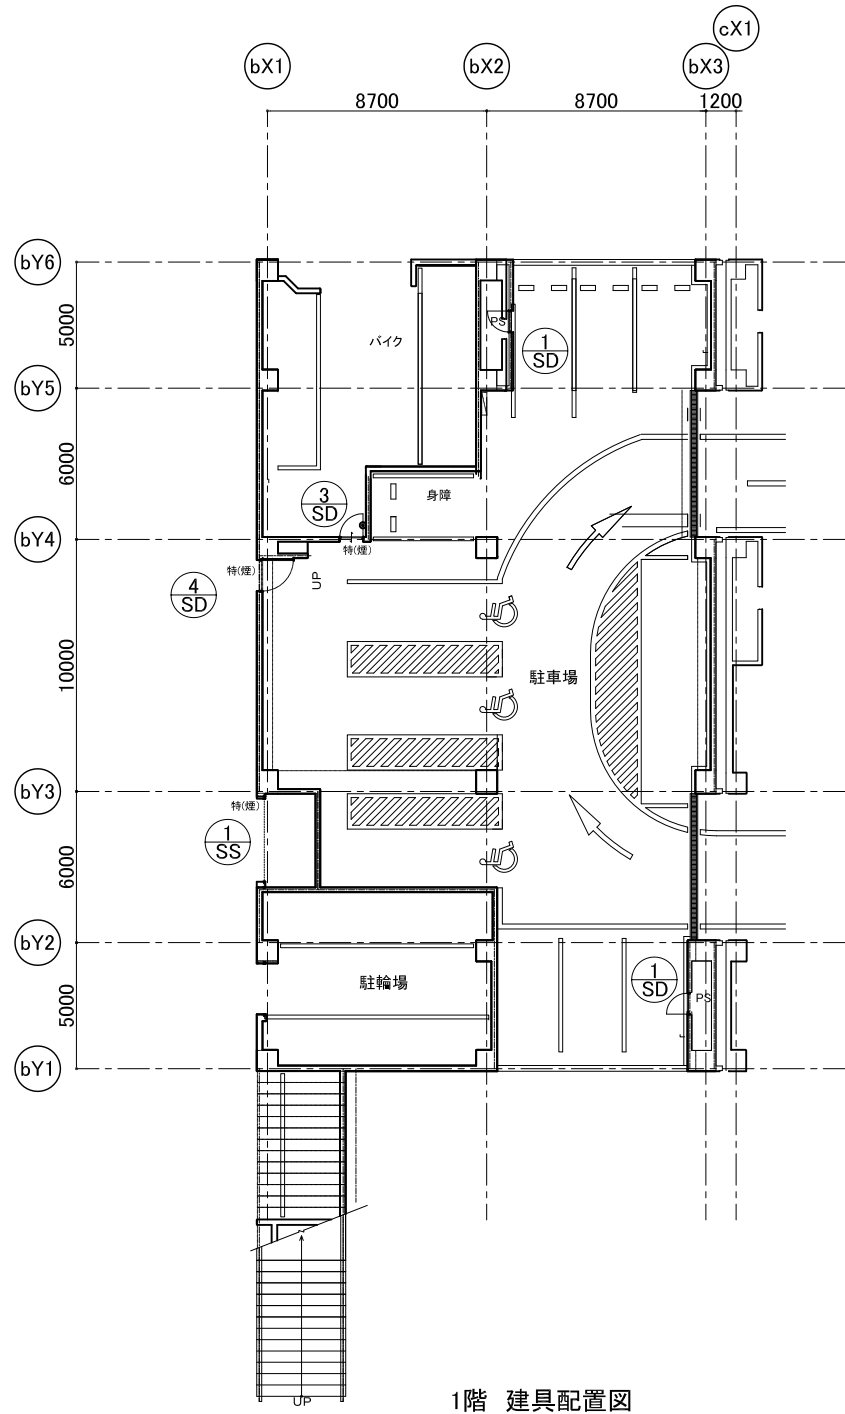 cX1
bX1
bX2
bX3
8700
8700
1200
bY6
5000
バイク
PS
1
SD
bY5
6000
身障
3
SD
bY4
特(煙)
特(煙)
UP
4
SD
10000
駐車場
bY3
特(煙)
1
SS
6000
bY2
駐輪場
1
SD
PS
5000
bY1
UP
1階 建具配置図